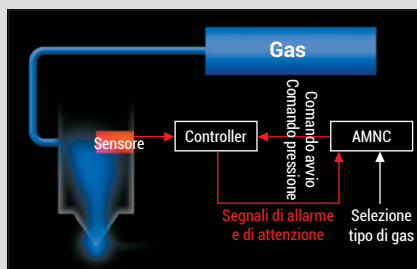 Gas
Sensore
Controller
Comando avvio
Comando pressione
AMNC
Segnali di allarme
e di attenzione
Selezione
tipo di gas